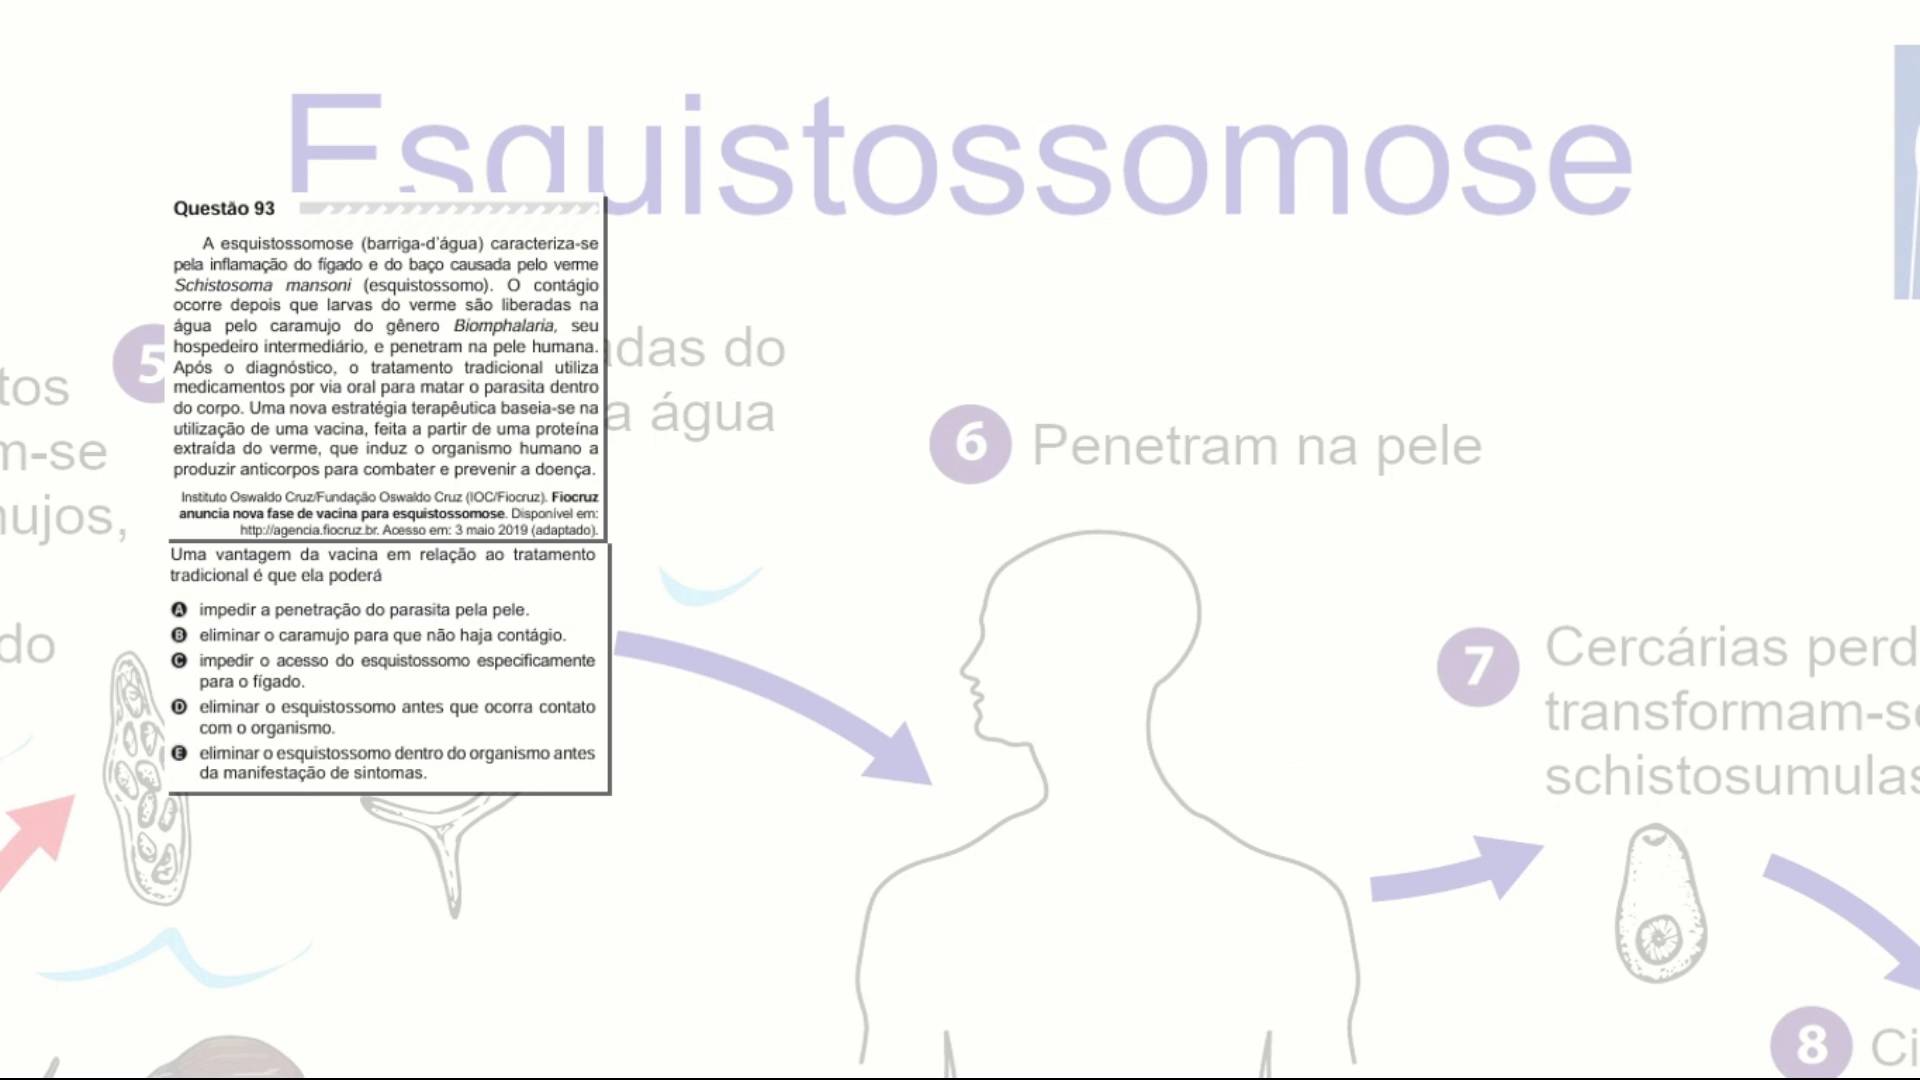 Esquistossomose
Questão 93
A esquistossomose (barriga-d'água) caracteriza-se
pela inflamação do fígado e do baço causada pelo verme
Schistosoma mansoni (esquistossomo). O contágio
ocorre depois que larvas do verme são liberadas na
água pelo caramujo do gênero Biomphalaria, seu
hospedeiro intermediário, e penetram na pele humana.
Após o diagnóstico, o tratamento tradicional utiliza
medicamentos por via oral para matar o parasita dentro
do corpo. Uma nova estratégia terapêutica baseia-se na
utilização de uma vacina, feita a partir de uma proteína
extraída do verme, que induz o organismo humano a
produzir anticorpos para combater e prevenir a doença.
Instituto Oswaldo Cruz/Fundação Oswaldo Cruz (IOC/Fiocruz). Fiocruz
anuncia nova fase de vacina para esquistossomose. Disponível em:
http://agencia.fiocruz.br. Acesso em: 3 maio 2019 (adaptado).
Uma vantagem da vacina em relação ao tratamento
tradicional é que ela poderá
A impedir a penetração do parasita pela pele.
B eliminar o caramujo para que não haja contágio.
C impedir o acesso do esquistossomo especificamente
para o fígado.
D eliminar o esquistossomo antes que ocorra contato
com o organismo.
E eliminar o esquistossomo dentro do organismo antes
da manifestação de sintomas.
tos
m-se
ujos,
do
5
adas do
a água
6 Penetram na pele
7 Cercárias perd
transformam-se
schistosumulas
8 Ci